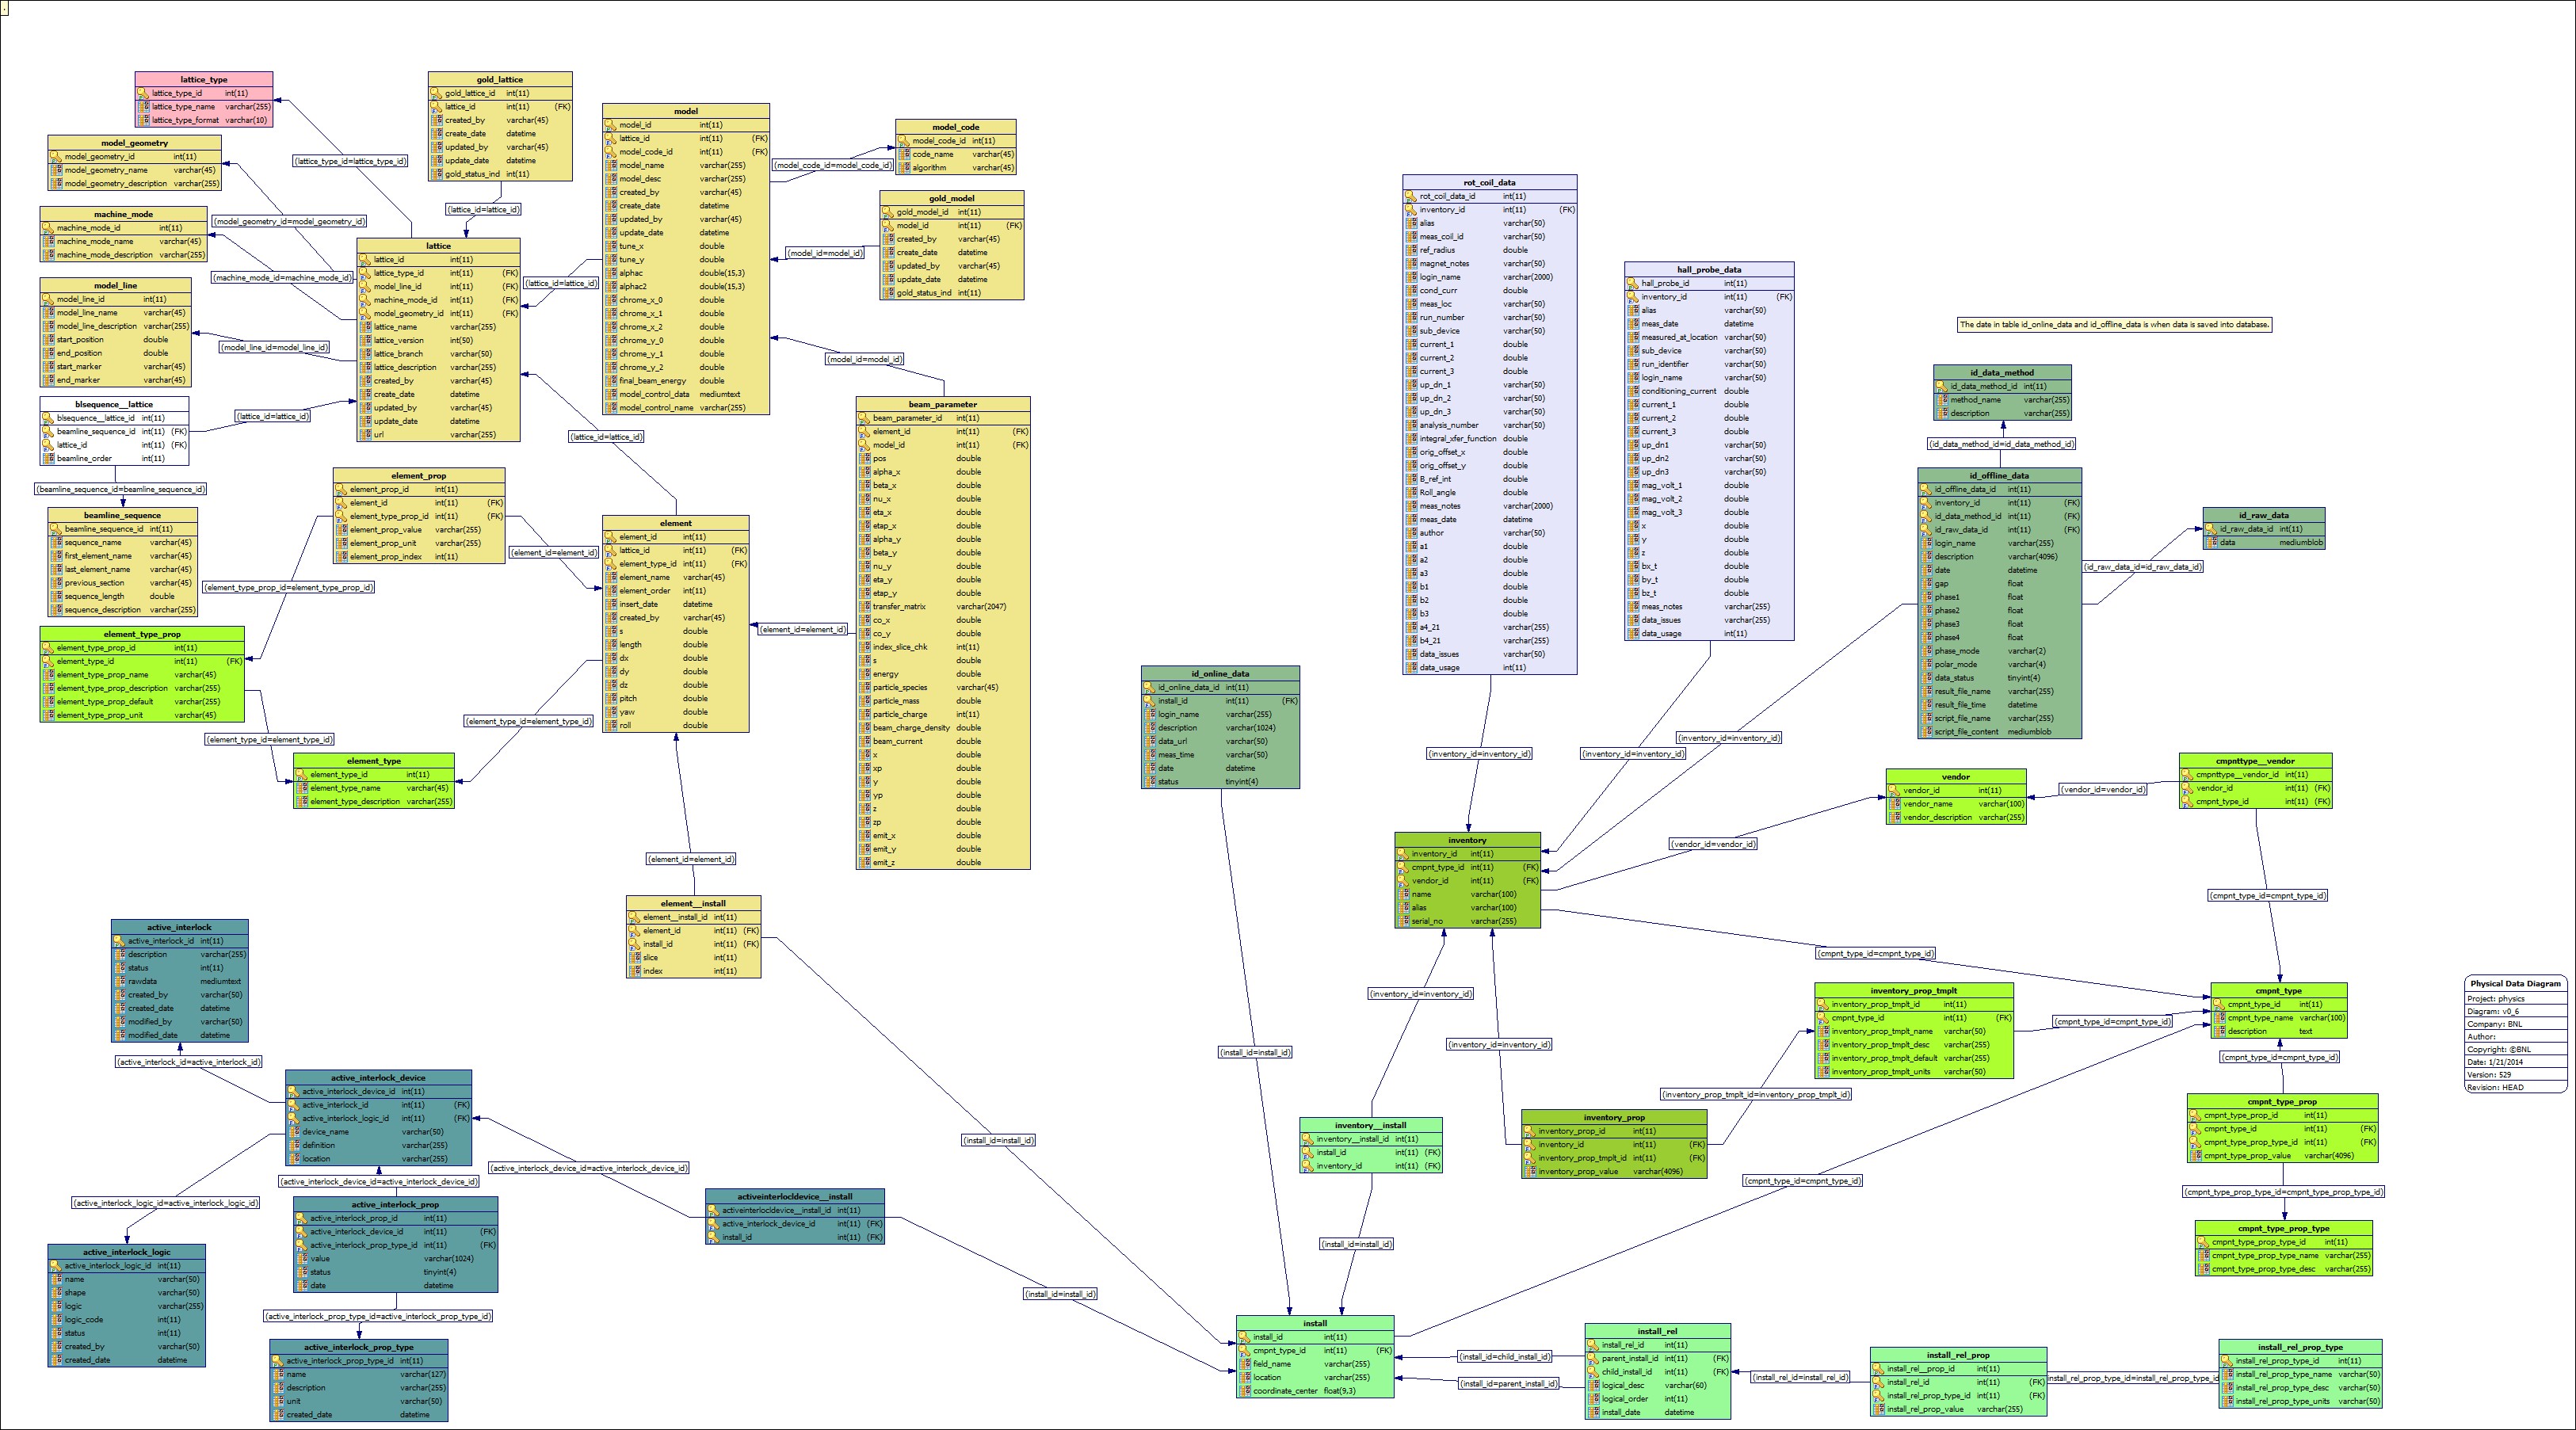 lattice_type
lattice_type_id int(11)
lattice_type_name varchar(255)
lattice_type_format varchar(10)
gold_lattice
gold_lattice_id int(11)
lattice_id int(11) (FK)
created_by varchar(45)
create_date datetime
updated_by varchar(45)
update_date datetime
gold_status_ind int(11)
model
model_id int(11)
lattice_id int(11) (FK)
model_code_id int(11) (FK)
model_name varchar(255)
model_desc varchar(255)
created_by varchar(45)
create_date datetime
updated_by varchar(45)
update_date datetime
tune_x double
tune_y double
alphac double(15,3)
alphac2 double(15,3)
chrome_x_0 double
chrome_x_1 double
chrome_x_2 double
chrome_y_0 double
chrome_y_1 double
chrome_y_2 double
final_beam_energy double
model_control_data mediumtext
model_control_name varchar(255)
model_code
model_code_id int(11)
code_name varchar(45)
algorithm varchar(45)
(model_code_id=model_code_id)
gold_model
gold_model_id int(11)
model_id int(11) (FK)
created_by varchar(45)
create_date datetime
updated_by varchar(45)
update_date datetime
gold_status_ind int(11)
(model_id=model_id)
(model_id=model_id)
model_geometry
model_geometry_id int(11)
model_geometry_name varchar(45)
model_geometry_description varchar(255)
(lattice_type_id=lattice_type_id)
(lattice_id=lattice_id)
machine_mode
machine_mode_id int(11)
machine_mode_name varchar(45)
machine_mode_description varchar(255)
(model_geometry_id=model_geometry_id)
(machine_mode_id=machine_mode_id)
(lattice_id=lattice_id)
lattice
lattice_id int(11)
lattice_type_id int(11) (FK)
model_line_id int(11) (FK)
machine_mode_id int(11) (FK)
model_geometry_id int(11) (FK)
lattice_name varchar(255)
lattice_version int(50)
lattice_branch varchar(50)
lattice_description varchar(255)
created_by varchar(45)
create_date datetime
updated_by varchar(45)
update_date datetime
url varchar(255)
model_line
model_line_id int(11)
model_line_name varchar(45)
model_line_description varchar(255)
start_position double
end_position double
start_marker varchar(45)
end_marker varchar(45)
(model_line_id=model_line_id)
blsequence__lattice
blsequence__lattice_id int(11)
beamline_sequence_id int(11) (FK)
lattice_id int(11) (FK)
beamline_order int(11)
(lattice_id=lattice_id)
(lattice_id=lattice_id)
(beamline_sequence_id=beamline_sequence_id)
beamline_sequence
beamline_sequence_id int(11)
sequence_name varchar(45)
first_element_name varchar(45)
last_element_name varchar(45)
previous_section varchar(45)
sequence_length double
sequence_description varchar(255)
element_prop
element_prop_id int(11)
element_id int(11) (FK)
element_type_prop_id int(11) (FK)
element_prop_value varchar(255)
element_prop_unit varchar(255)
element_prop_index int(11)
(element_id=element_id)
(element_type_prop_id=element_type_prop_id)
element_type_prop
element_type_prop_id int(11)
element_type_id int(11) (FK)
element_type_prop_name varchar(45)
element_type_prop_description varchar(255)
element_type_prop_default varchar(255)
element_type_prop_unit varchar(45)
(element_type_id=element_type_id)
(element_type_id=element_type_id)
element_type
element_type_id int(11)
element_type_name varchar(45)
element_type_description varchar(255)
element
element_id int(11)
lattice_id int(11) (FK)
element_type_id int(11) (FK)
element_name varchar(45)
element_order int(11)
insert_date datetime
created_by varchar(45)
s double
length double
dx double
dy double
dz double
pitch double
yaw double
roll double
(element_id=element_id)
beam_parameter
beam_parameter_id int(11)
element_id int(11) (FK)
model_id int(11) (FK)
pos double
alpha_x double
beta_x double
nu_x double
eta_x double
etap_x double
alpha_y double
beta_y double
nu_y double
eta_y double
etap_y double
transfer_matrix varchar(2047)
co_x double
co_y double
index_slice_chk int(11)
s double
energy double
particle_species varchar(45)
particle_mass double
particle_charge int(11)
beam_charge_density double
beam_current double
x double
xp double
y double
yp double
z double
zp double
emit_x double
emit_y double
emit_z double
(element_id=element_id)
element__install
element__install_id int(11)
element_id int(11) (FK)
install_id int(11) (FK)
slice int(11)
index int(11)
rot_coil_data
rot_coil_data_id int(11)
inventory_id int(11) (FK)
alias varchar(50)
meas_coil_id varchar(50)
ref_radius double
magnet_notes varchar(50)
login_name varchar(2000)
cond_curr double
meas_loc varchar(50)
run_number varchar(50)
sub_device varchar(50)
current_1 double
current_2 double
current_3 double
up_dn_1 varchar(50)
up_dn_2 varchar(50)
up_dn_3 varchar(50)
analysis_number varchar(50)
integral_xfer_function double
orig_offset_x double
orig_offset_y double
B_ref_int double
Roll_angle double
meas_notes varchar(2000)
meas_date datetime
author varchar(50)
a1 double
a2 double
a3 double
b1 double
b2 double
b3 double
a4_21 varchar(255)
b4_21 varchar(255)
data_issues varchar(50)
data_usage int(11)
hall_probe_data
hall_probe_id int(11)
inventory_id int(11) (FK)
alias varchar(50)
meas_date datetime
measured_at_location varchar(50)
sub_device varchar(50)
run_identifier varchar(50)
login_name varchar(50)
conditioning_current double
current_1 double
current_2 double
current_3 double
up_dn1 varchar(50)
up_dn2 varchar(50)
up_dn3 varchar(50)
mag_volt_1 double
mag_volt_2 double
mag_volt_3 double
x double
y double
z double
bx_t double
by_t double
bz_t double
meas_notes varchar(255)
data_issues varchar(255)
data_usage int(11)
The date in table id_online_data and id_offline_data is when data is saved into database.
id_data_method
id_data_method_id int(11)
method_name varchar(255)
description varchar(255)
(id_data_method_id=id_data_method_id)
id_offline_data
id_offline_data_id int(11)
inventory_id int(11) (FK)
id_data_method_id int(11) (FK)
id_raw_data_id int(11) (FK)
login_name varchar(255)
description varchar(4096)
date datetime
gap float
phase1 float
phase2 float
phase3 float
phase4 float
phase_mode varchar(2)
polar_mode varchar(4)
data_status tinyint(4)
result_file_name varchar(255)
result_file_time datetime
script_file_name varchar(255)
script_file_content mediumblob
id_raw_data
id_raw_data_id int(11)
data mediumblob
(id_raw_data_id=id_raw_data_id)
id_online_data
id_online_data_id int(11)
install_id int(11) (FK)
login_name varchar(255)
description varchar(1024)
data_url varchar(50)
meas_time varchar(50)
date datetime
status tinyint(4)
(inventory_id=inventory_id)
(inventory_id=inventory_id)
(inventory_id=inventory_id)
vendor
vendor_id int(11)
vendor_name varchar(100)
vendor_description varchar(255)
(vendor_id=vendor_id)
cmpnttype__vendor
cmpnttype__vendor_id int(11)
vendor_id int(11) (FK)
cmpnt_type_id int(11) (FK)
inventory
inventory_id int(11)
cmpnt_type_id int(11) (FK)
vendor_id int(11) (FK)
name varchar(100)
alias varchar(100)
serial_no varchar(255)
(vendor_id=vendor_id)
(cmpnt_type_id=cmpnt_type_id)
(cmpnt_type_id=cmpnt_type_id)
(inventory_id=inventory_id)
(inventory_id=inventory_id)
inventory_prop_tmplt
inventory_prop_tmplt_id int(11)
cmpnt_type_id int(11) (FK)
inventory_prop_tmplt_name varchar(50)
inventory_prop_tmplt_desc varchar(255)
inventory_prop_tmplt_default varchar(255)
inventory_prop_tmplt_units varchar(50)
(cmpnt_type_id=cmpnt_type_id)
cmpnt_type
cmpnt_type_id int(11)
cmpnt_type_name varchar(100)
description text
(cmpnt_type_id=cmpnt_type_id)
Physical Data Diagram
Project: physics
Diagram: v0_6
Company: BNL
Author:
Copyright: ©BNL
Date: 1/21/2014
Version: 529
Revision: HEAD
cmpnt_type_prop
cmpnt_type_prop_id int(11)
cmpnt_type_id int(11) (FK)
cmpnt_type_prop_type_id int(11) (FK)
cmpnt_type_prop_value varchar(4096)
(cmpnt_type_prop_type_id=cmpnt_type_prop_type_id)
cmpnt_type_prop_type
cmpnt_type_prop_type_id int(11)
cmpnt_type_prop_type_name varchar(255)
cmpnt_type_prop_type_desc varchar(255)
(inventory_prop_tmplt_id=inventory_prop_tmplt_id)
inventory_prop
inventory_prop_id int(11)
inventory_id int(11) (FK)
inventory_prop_tmplt_id int(11) (FK)
inventory_prop_value varchar(4096)
(cmpnt_type_id=cmpnt_type_id)
inventory__install
inventory__install_id int(11)
install_id int(11) (FK)
inventory_id int(11) (FK)
(install_id=install_id)
(install_id=install_id)
(install_id=install_id)
(install_id=install_id)
active_interlock
active_interlock_id int(11)
description varchar(255)
status int(11)
rawdata mediumtext
created_by varchar(50)
created_date datetime
modified_by varchar(50)
modified_date datetime
(active_interlock_id=active_interlock_id)
active_interlock_device
active_interlock_device_id int(11)
active_interlock_id int(11) (FK)
active_interlock_logic_id int(11) (FK)
device_name varchar(50)
definition varchar(255)
location varchar(255)
(active_interlock_device_id=active_interlock_device_id)
(active_interlock_device_id=active_interlock_device_id)
(active_interlock_logic_id=active_interlock_logic_id)
active_interlock_prop
active_interlock_prop_id int(11)
active_interlock_device_id int(11) (FK)
active_interlock_prop_type_id int(11) (FK)
value varchar(1024)
status tinyint(4)
date datetime
activeinterlocldevice__install
activeinterlocldevice__install_id int(11)
active_interlock_device_id int(11) (FK)
install_id int(11) (FK)
active_interlock_logic
active_interlock_logic_id int(11)
name varchar(50)
shape varchar(50)
logic varchar(255)
logic_code int(11)
status int(11)
created_by varchar(50)
created_date datetime
(active_interlock_prop_type_id=active_interlock_prop_type_id)
active_interlock_prop_type
active_interlock_prop_type_id int(11)
name varchar(127)
description varchar(255)
unit varchar(50)
created_date datetime
install
install_id int(11)
cmpnt_type_id int(11) (FK)
field_name varchar(255)
location varchar(255)
coordinate_center float(9,3)
(install_id=child_install_id)
(install_id=parent_install_id)
install_rel
install_rel_id int(11)
parent_install_id int(11) (FK)
child_install_id int(11) (FK)
logical_desc varchar(60)
logical_order int(11)
install_date datetime
(install_rel_id=install_rel_id)
install_rel_prop
install_rel__prop_id int(11)
install_rel_id int(11) (FK)
install_rel_prop_type_id int(11) (FK)
install_rel_prop_value varchar(255)
install_rel_prop_type_id=install_rel_prop_type_id
install_rel_prop_type
install_rel_prop_type_id int(11)
install_rel_prop_type_name varchar(50)
install_rel_prop_type_desc varchar(50)
install_rel_prop_type_units varchar(50)